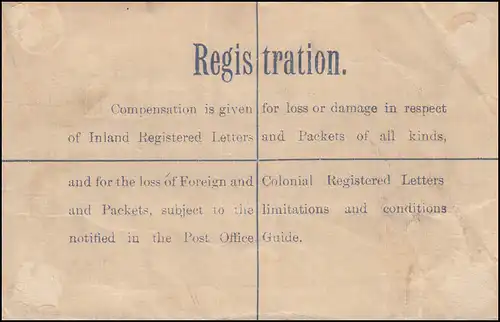 Registration.
Compensation is given for loss or damage in respect
of Inland Registered Letters and Packets of all kinds,
and for the loss of Foreign and Colonial Registered Letters
and Packets, subject to the limitations and conditions
notified in the Post Office Guide.